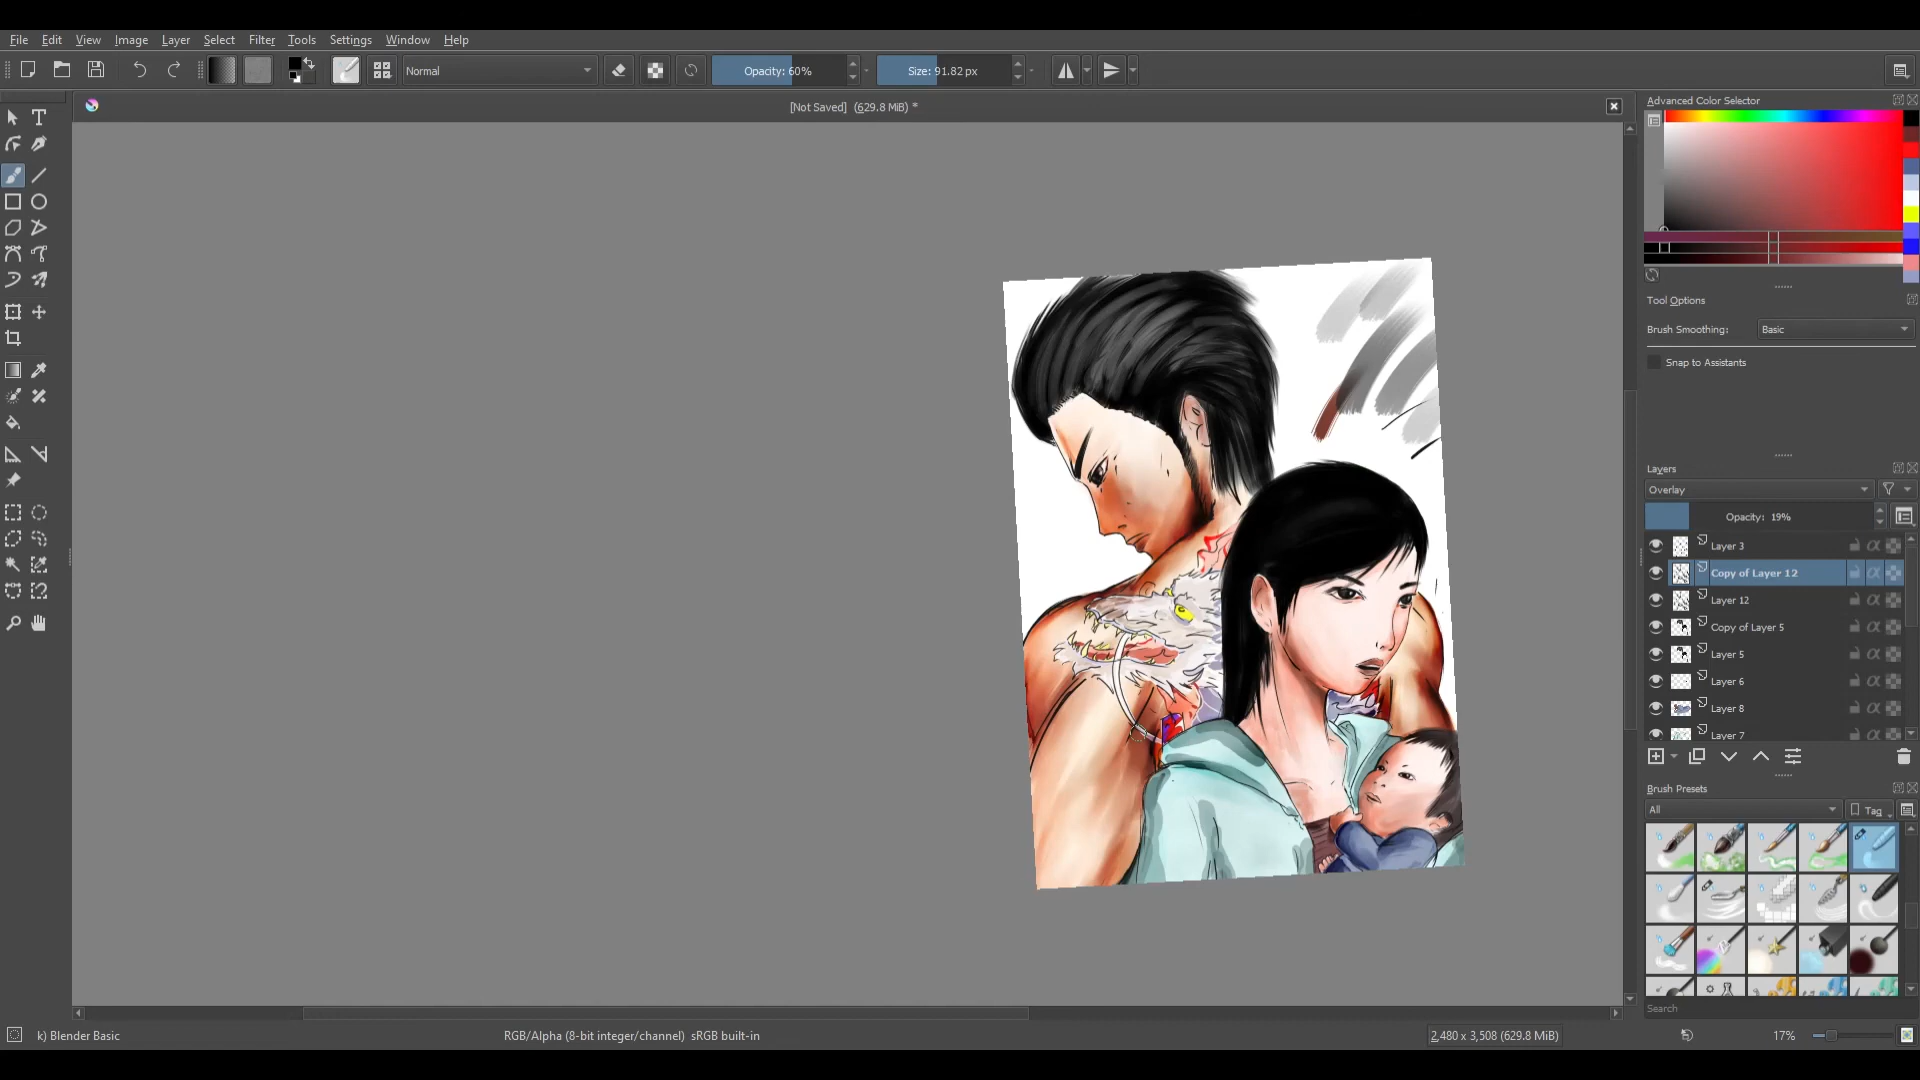 File Edit View Image Layer Select Filter Tools Settings Window Help
Normal
Opacity: 60%
Size: 91.82 px
[Not Saved] (629.8 MiB) *
Advanced Color Selector
Tool Options
Brush Smoothing: Basic
Snap to Assistants
Layers
Overlay
Opacity: 19%
Layer 3
Copy of Layer 12
Layer 12
Copy of Layer 5
Layer 5
Layer 6
Layer 8
Layer 7
Brush Presets
All
Tag
Search
k) Blender Basic
RGB/Alpha (8-bit integer/channel) sRGB built-in
2,480 x 3,508 (629.8 MiB)
17%